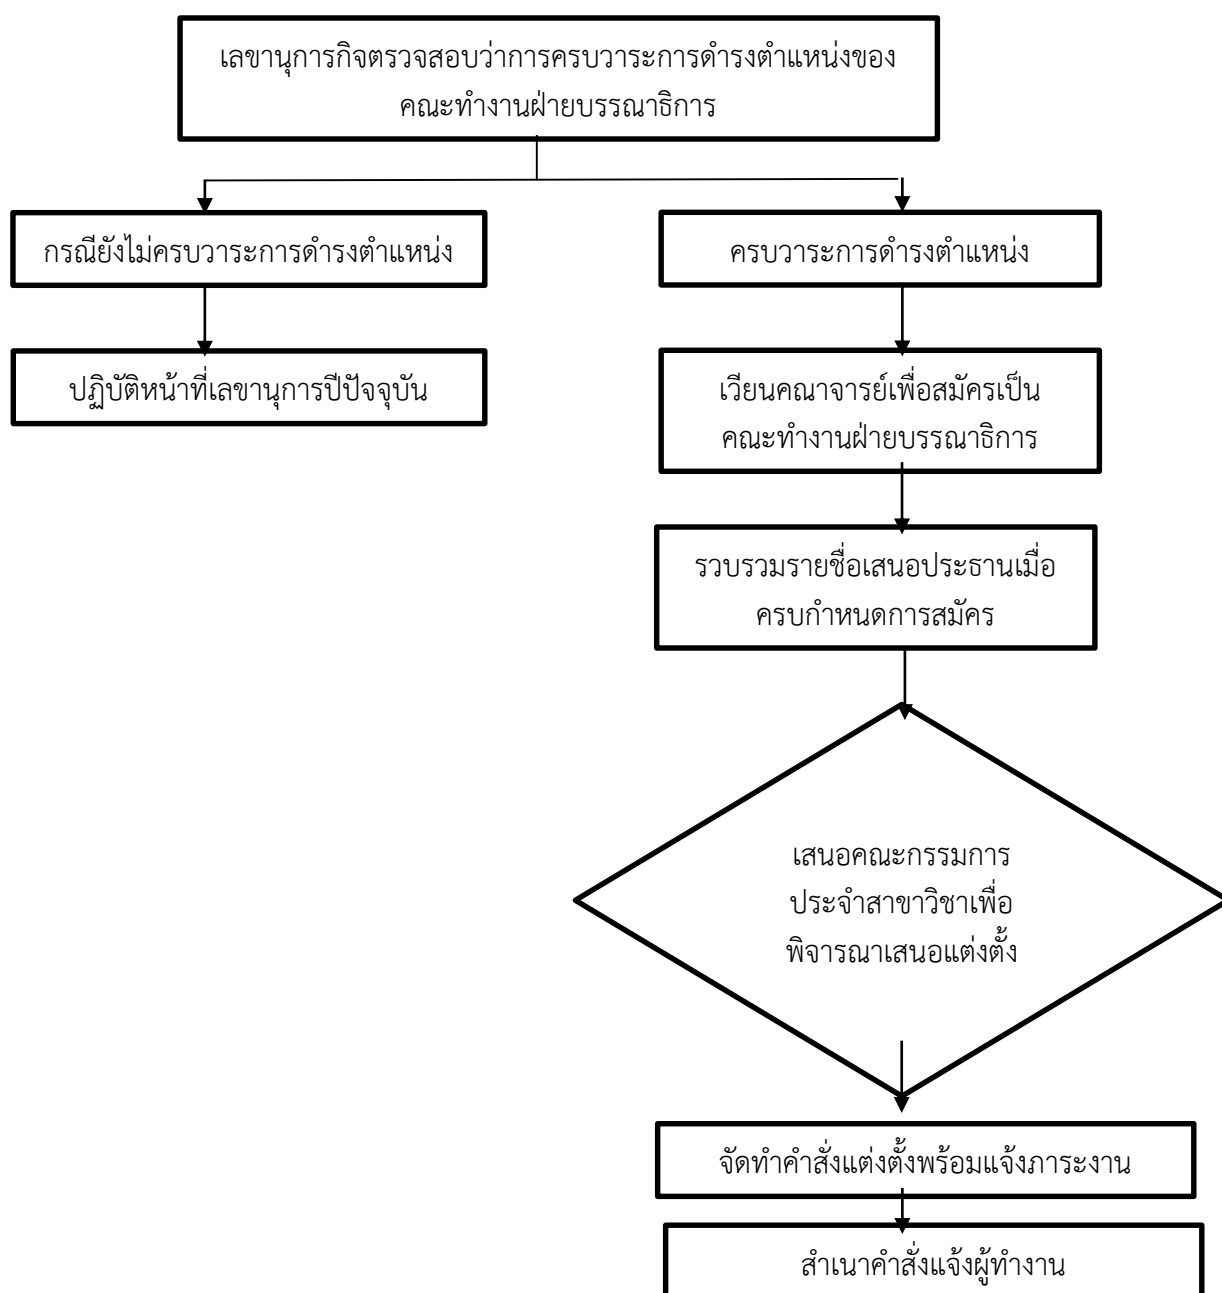 เลขานุการกิจตรวจสอบว่าการครบวาระการดำรงตำแหน่งของ
คณะทำงานฝ่ายบรรณาธิการ
กรณียังไม่ครบวาระการดำรงตำแหน่ง
ครบวาระการดำรงตำแหน่ง
ปฏิบัติหน้าที่เลขานุการปีปัจจุบัน
เวียนคณาจารย์เพื่อสมัครเป็น
คณะทำงานฝ่ายบรรณาธิการ
รวบรวมรายชื่อเสนอประธานเมื่อ
ครบกำหนดการสมัคร
เสนอคณะกรรมการ
ประจำสาขาวิชาเพื่อ
พิจารณาเสนอแต่งตั้ง
จัดทำคำสั่งแต่งตั้งพร้อมแจ้งภาระงาน
สำเนาคำสั่งแจ้งผู้ทำงาน